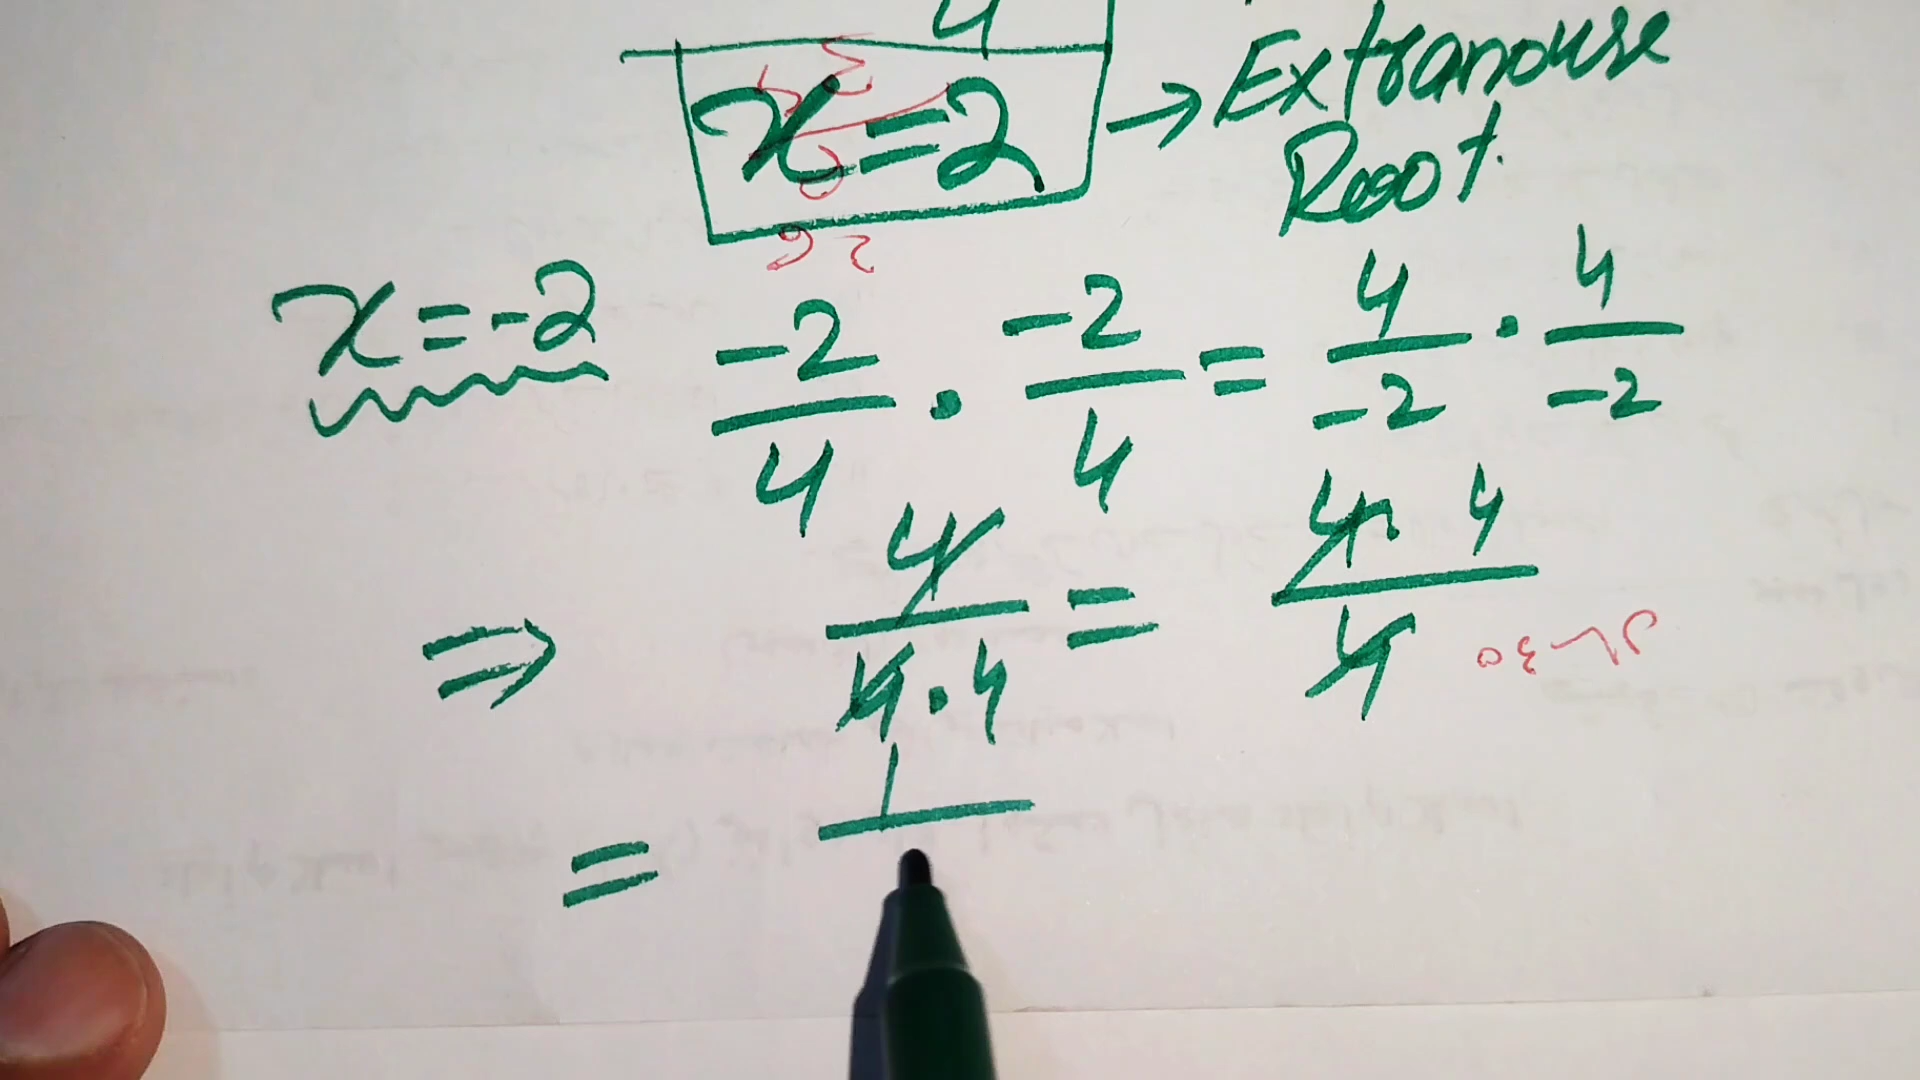 4
x=2 → Extranouse
Root.
x=-2 -2/4 · -2/4 = 4/-2 · 4/-2
⇒ 4/4·4 = 4·4/4
= 1/